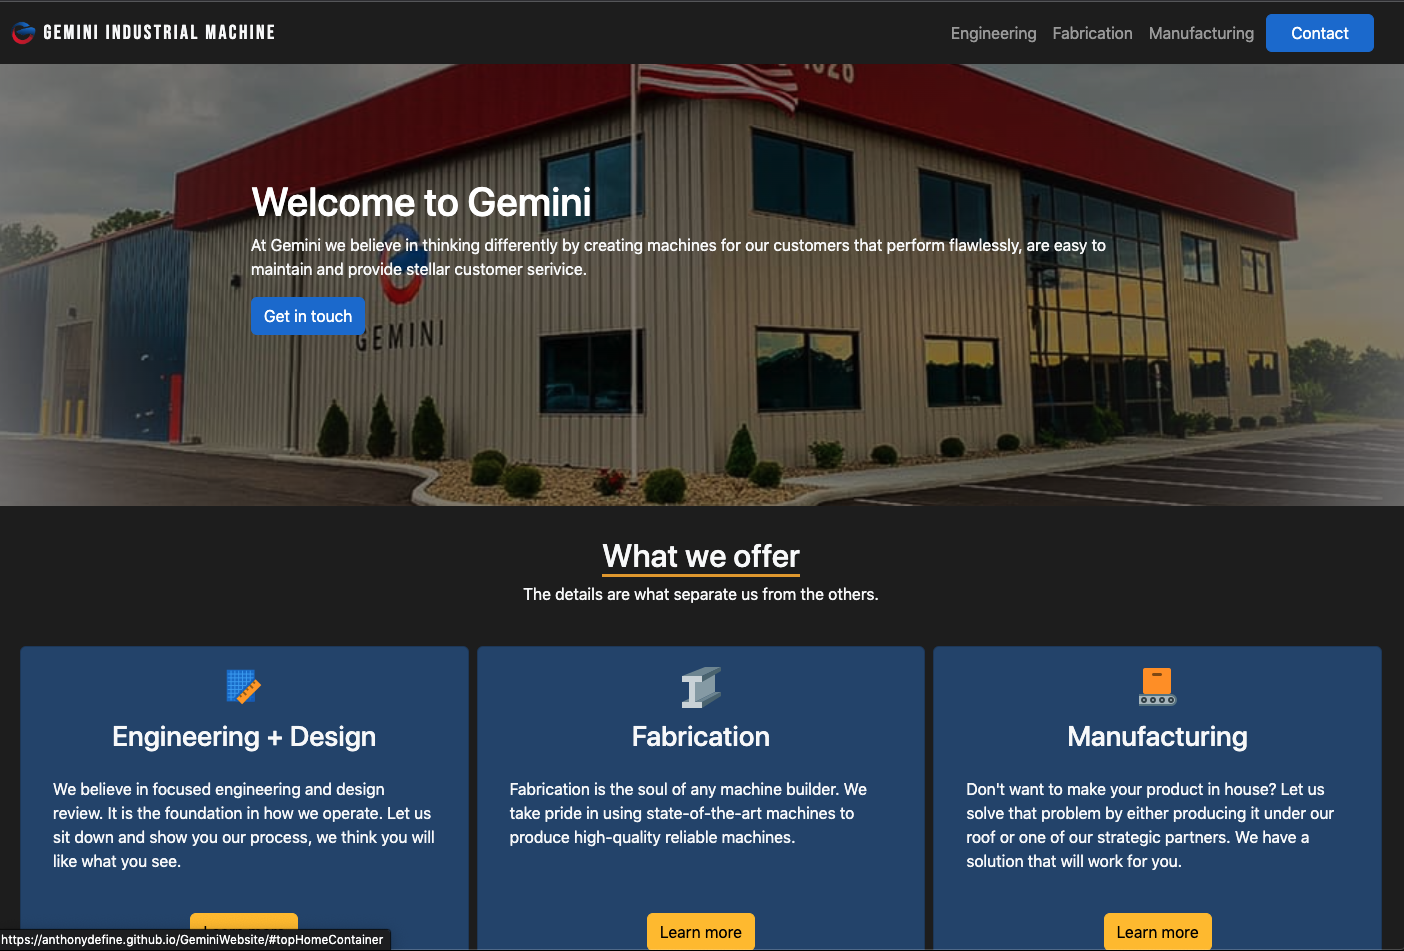 GEMINI INDUSTRIAL MACHINE
Engineering Fabrication Manufacturing Contact
Welcome to Gemini
At Gemini we believe in thinking differently by creating machines for our customers that perform flawlessly, are easy to
maintain and provide stellar customer serivice.
Get in touch
GEMINI
What we offer
The details are what separate us from the others.
Engineering + Design
We believe in focused engineering and design
review. It is the foundation in how we operate. Let us
sit down and show you our process, we think you will
like what you see.
Fabrication
Fabrication is the soul of any machine builder. We
take pride in using state-of-the-art machines to
produce high-quality reliable machines.
Learn more
Manufacturing
Don't want to make your product in house? Let us
solve that problem by either producing it under our
roof or one of our strategic partners. We have a
solution that will work for you.
Learn more
https://anthonydefine.github.io/GeminiWebsite/#topHomeContainer